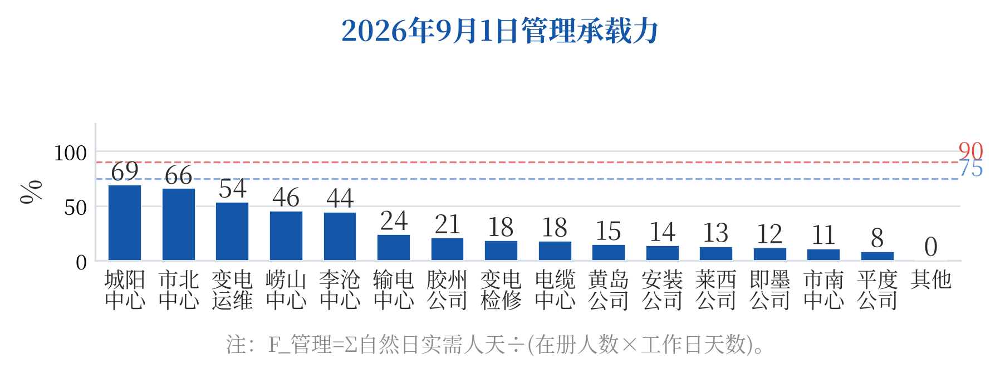 2026年9月1日管理承载力
%
100
50
0
90
75
69
66
54
46
44
24
21
18
18
15
14
13
12
11
8
0
城阳中心
市北中心
变电运维
崂山中心
李沧中心
输电中心
胶州公司
变电检修
电缆中心
黄岛公司
安装公司
莱西公司
即墨公司
市南中心
平度公司
其他
注：F_管理=Σ自然日实需人天÷(在册人数×工作日天数)。